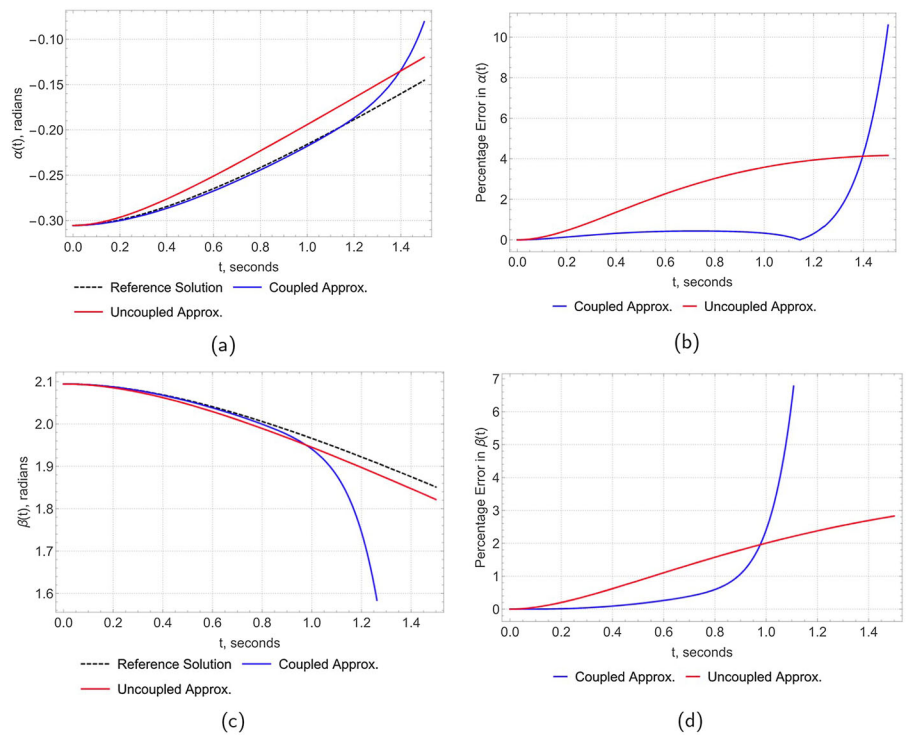 −0.10
−0.15
−0.20
−0.25
−0.30
α(t), radians
0.0 0.2 0.4 0.6 0.8 1.0 1.2 1.4
t, seconds
Reference Solution Coupled Approx.
Uncoupled Approx.
(a)
10
8
6
4
2
0
Percentage Error in α(t)
0.0 0.2 0.4 0.6 0.8 1.0 1.2 1.4
t, seconds
Coupled Approx. Uncoupled Approx.
(b)
2.1
2.0
1.9
1.8
1.7
1.6
β(t), radians
0.0 0.2 0.4 0.6 0.8 1.0 1.2 1.4
t, seconds
Reference Solution Coupled Approx.
Uncoupled Approx.
(c)
7
6
5
4
3
2
1
0
Percentage Error in β(t)
0.0 0.2 0.4 0.6 0.8 1.0 1.2 1.4
t, seconds
Coupled Approx. Uncoupled Approx.
(d)